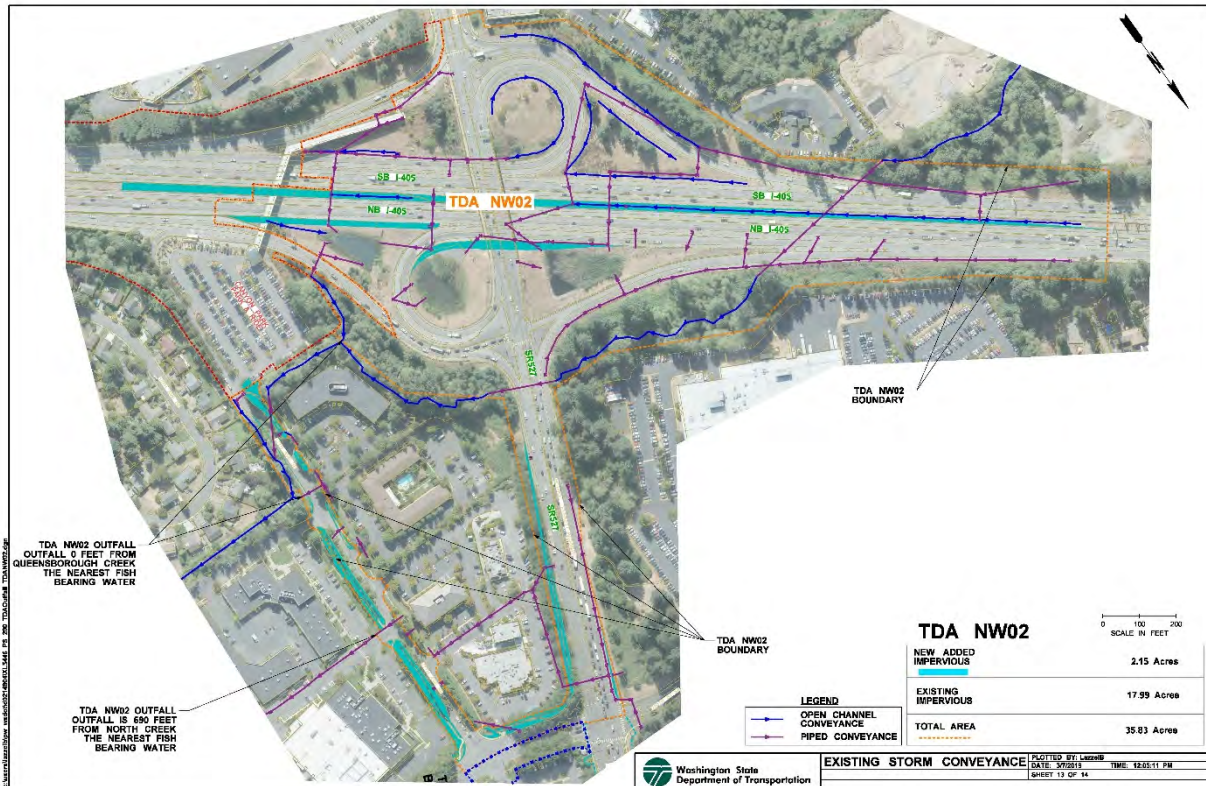 SB I-405
TDA NW02
NB I-405
SB I-405
NB I-405
SR527
SR527
TDA NW02
BOUNDARY
TDA NW02 OUTFALL
OUTFALL 0 FEET FROM
QUEENSBOROUGH CREEK
THE NEAREST FISH
BEARING WATER
TDA NW02
BOUNDARY
TDA NW02 OUTFALL
OUTFALL IS 690 FEET
FROM NORTH CREEK
THE NEAREST FISH
BEARING WATER
LEGEND
OPEN CHANNEL
CONVEYANCE
PIPED CONVEYANCE
TDA NW02
0 100 200
SCALE IN FEET
NEW ADDED
IMPERVIOUS 2.15 Acres
EXISTING
IMPERVIOUS 17.99 Acres
TOTAL AREA 35.83 Acres
Washington State
Department of Transportation
EXISTING STORM CONVEYANCE
PLOTTED BY: LazzelB
DATE: 3/7/2019 TIME: 12:05:11 PM
SHEET 13 OF 14